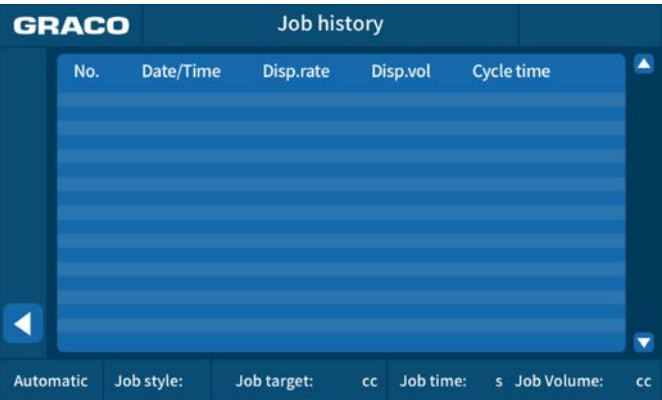 GRACO Job history
No. Date/Time Disp.rate Disp.vol Cycle time
Automatic Job style: Job target: cc Job time: s Job Volume: cc